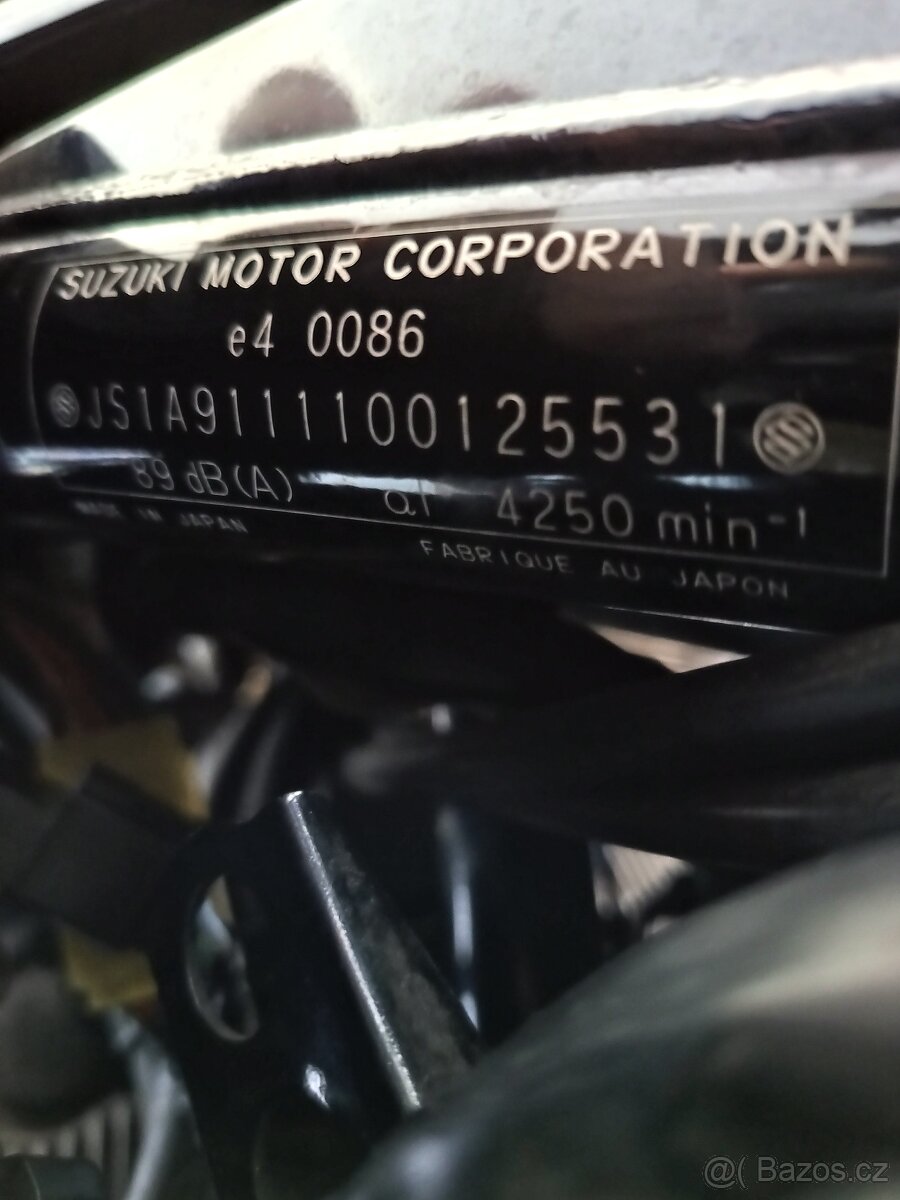 SUZUKI MOTOR CORPORATION
e4 0086
JS1A9111100125531
89 dB(A) at 4250 min⁻¹
MADE IN JAPAN
FABRIQUE AU JAPON
@( Bazos.cz